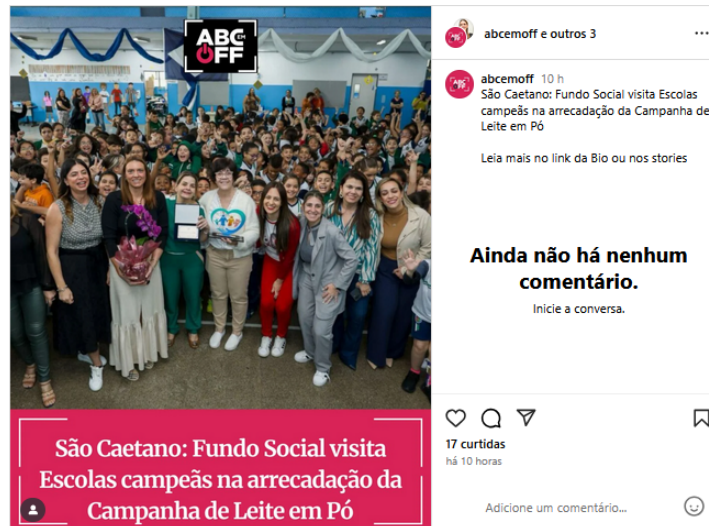 ABC EM
OFF
São Caetano: Fundo Social visita
Escolas campeãs na arrecadação da
Campanha de Leite em Pó
abcemoff e outros 3
abcemoff 10 h
São Caetano: Fundo Social visita Escolas
campeãs na arrecadação da Campanha de
Leite em Pó
Leia mais no link da Bio ou nos stories
Ainda não há nenhum
comentário.
Inicie a conversa.
17 curtidas
há 10 horas
Adicione um comentário...